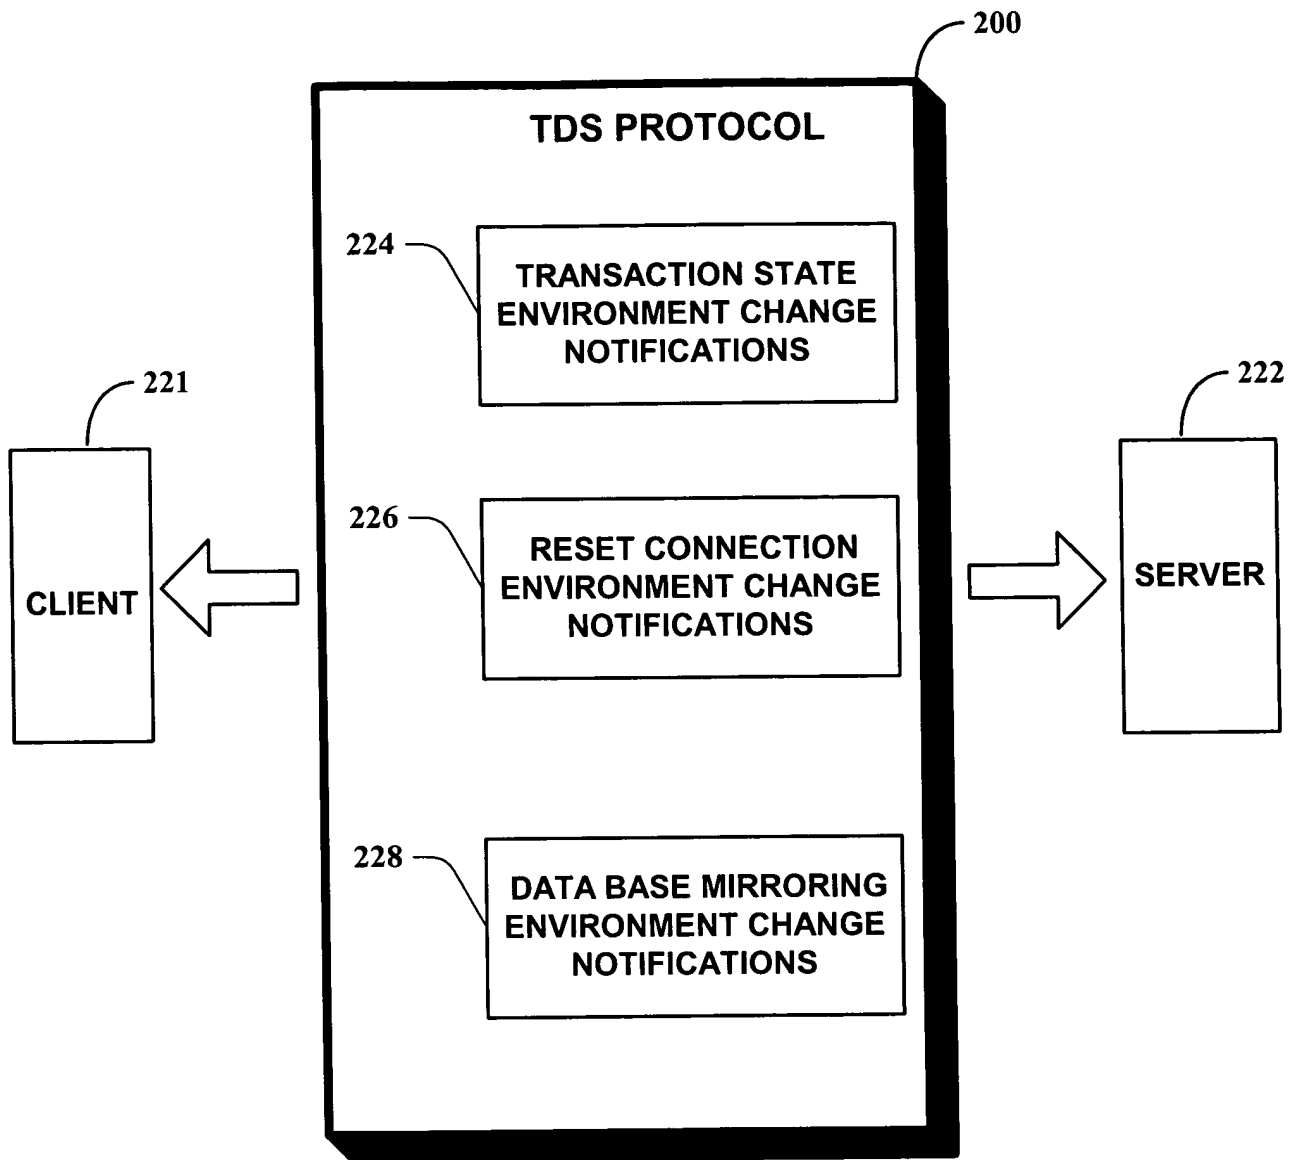 200
TDS PROTOCOL
224
TRANSACTION STATE
ENVIRONMENT CHANGE
NOTIFICATIONS
221
222
226
RESET CONNECTION
ENVIRONMENT CHANGE
NOTIFICATIONS
CLIENT
SERVER
228
DATA BASE MIRRORING
ENVIRONMENT CHANGE
NOTIFICATIONS